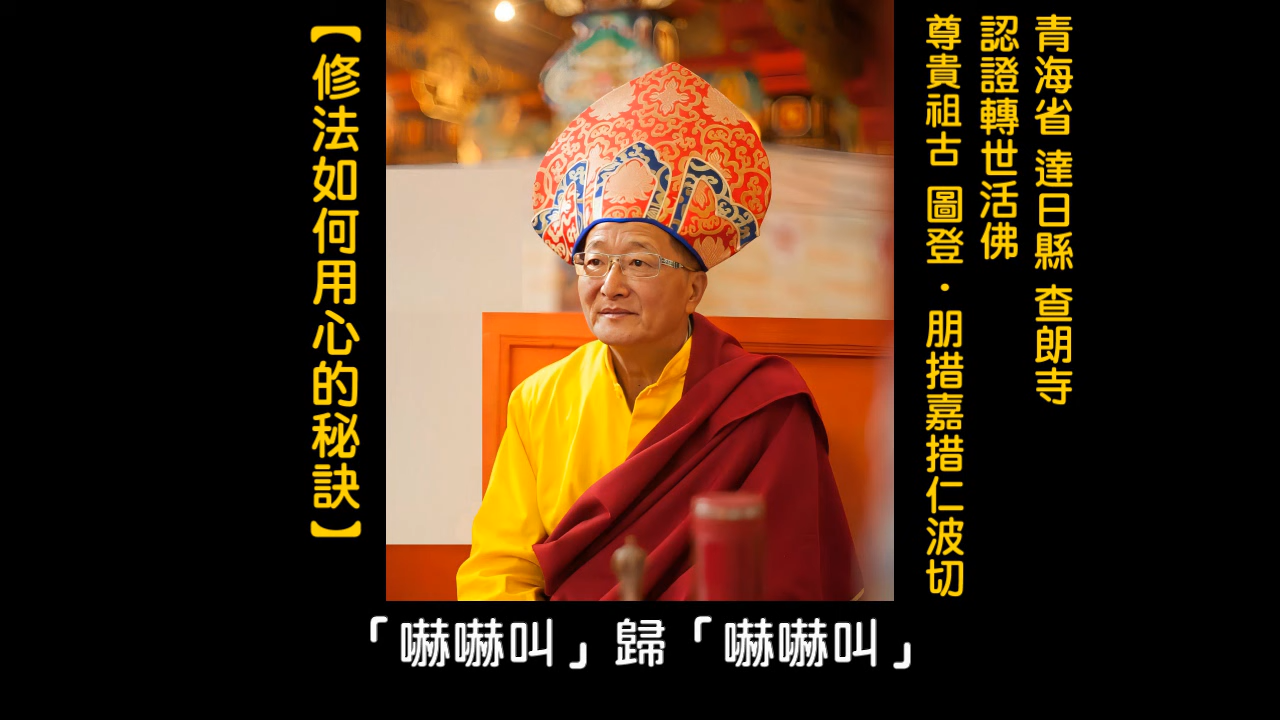 青海省 達日縣 查朗寺
認證轉世活佛
尊貴祖古 圖登・朋措嘉措仁波切
【修法如何用心的秘訣】
「嚇嚇叫」歸「嚇嚇叫」